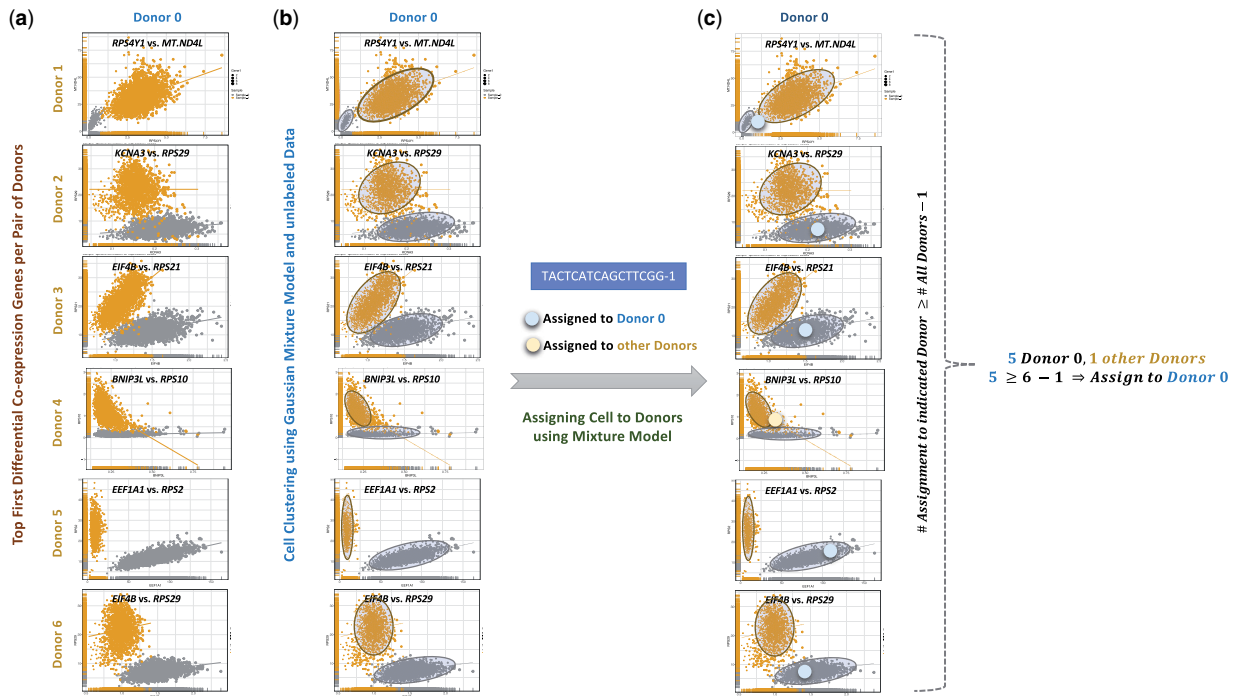 (a)
Donor 0
Top First Differential Co-expression Genes per Pair of Donors
Donor 1
RPS4Y1 vs. MT.ND4L
Donor 2
KCNA3 vs. RPS29
Donor 3
EIF4B vs. RPS21
Donor 4
BNIP3L vs. RPS10
Donor 5
EEF1A1 vs. RPS2
Donor 6
EIF4B vs. RPS29
(b)
Donor 0
Cell Clustering using Gaussian Mixture Model and unlabeled Data
RPS4Y1 vs. MT.ND4L
KCNA3 vs. RPS29
EIF4B vs. RPS21
BNIP3L vs. RPS10
EEF1A1 vs. RPS2
EIF4B vs. RPS29
TACTCATCAGCTTCGG-1
Assigned to Donor 0
Assigned to other Donors
Assigning Cell to Donors
using Mixture Model
(c)
Donor 0
RPS4Y1 vs. MT.ND4L
KCNA3 vs. RPS29
EIF4B vs. RPS21
BNIP3L vs. RPS10
EEF1A1 vs. RPS2
EIF4B vs. RPS29
# Assignment to indicated Donor ≥ # All Donors − 1
5 Donor 0, 1 other Donors
5 ≥ 6 − 1 ⇒ Assign to Donor 0